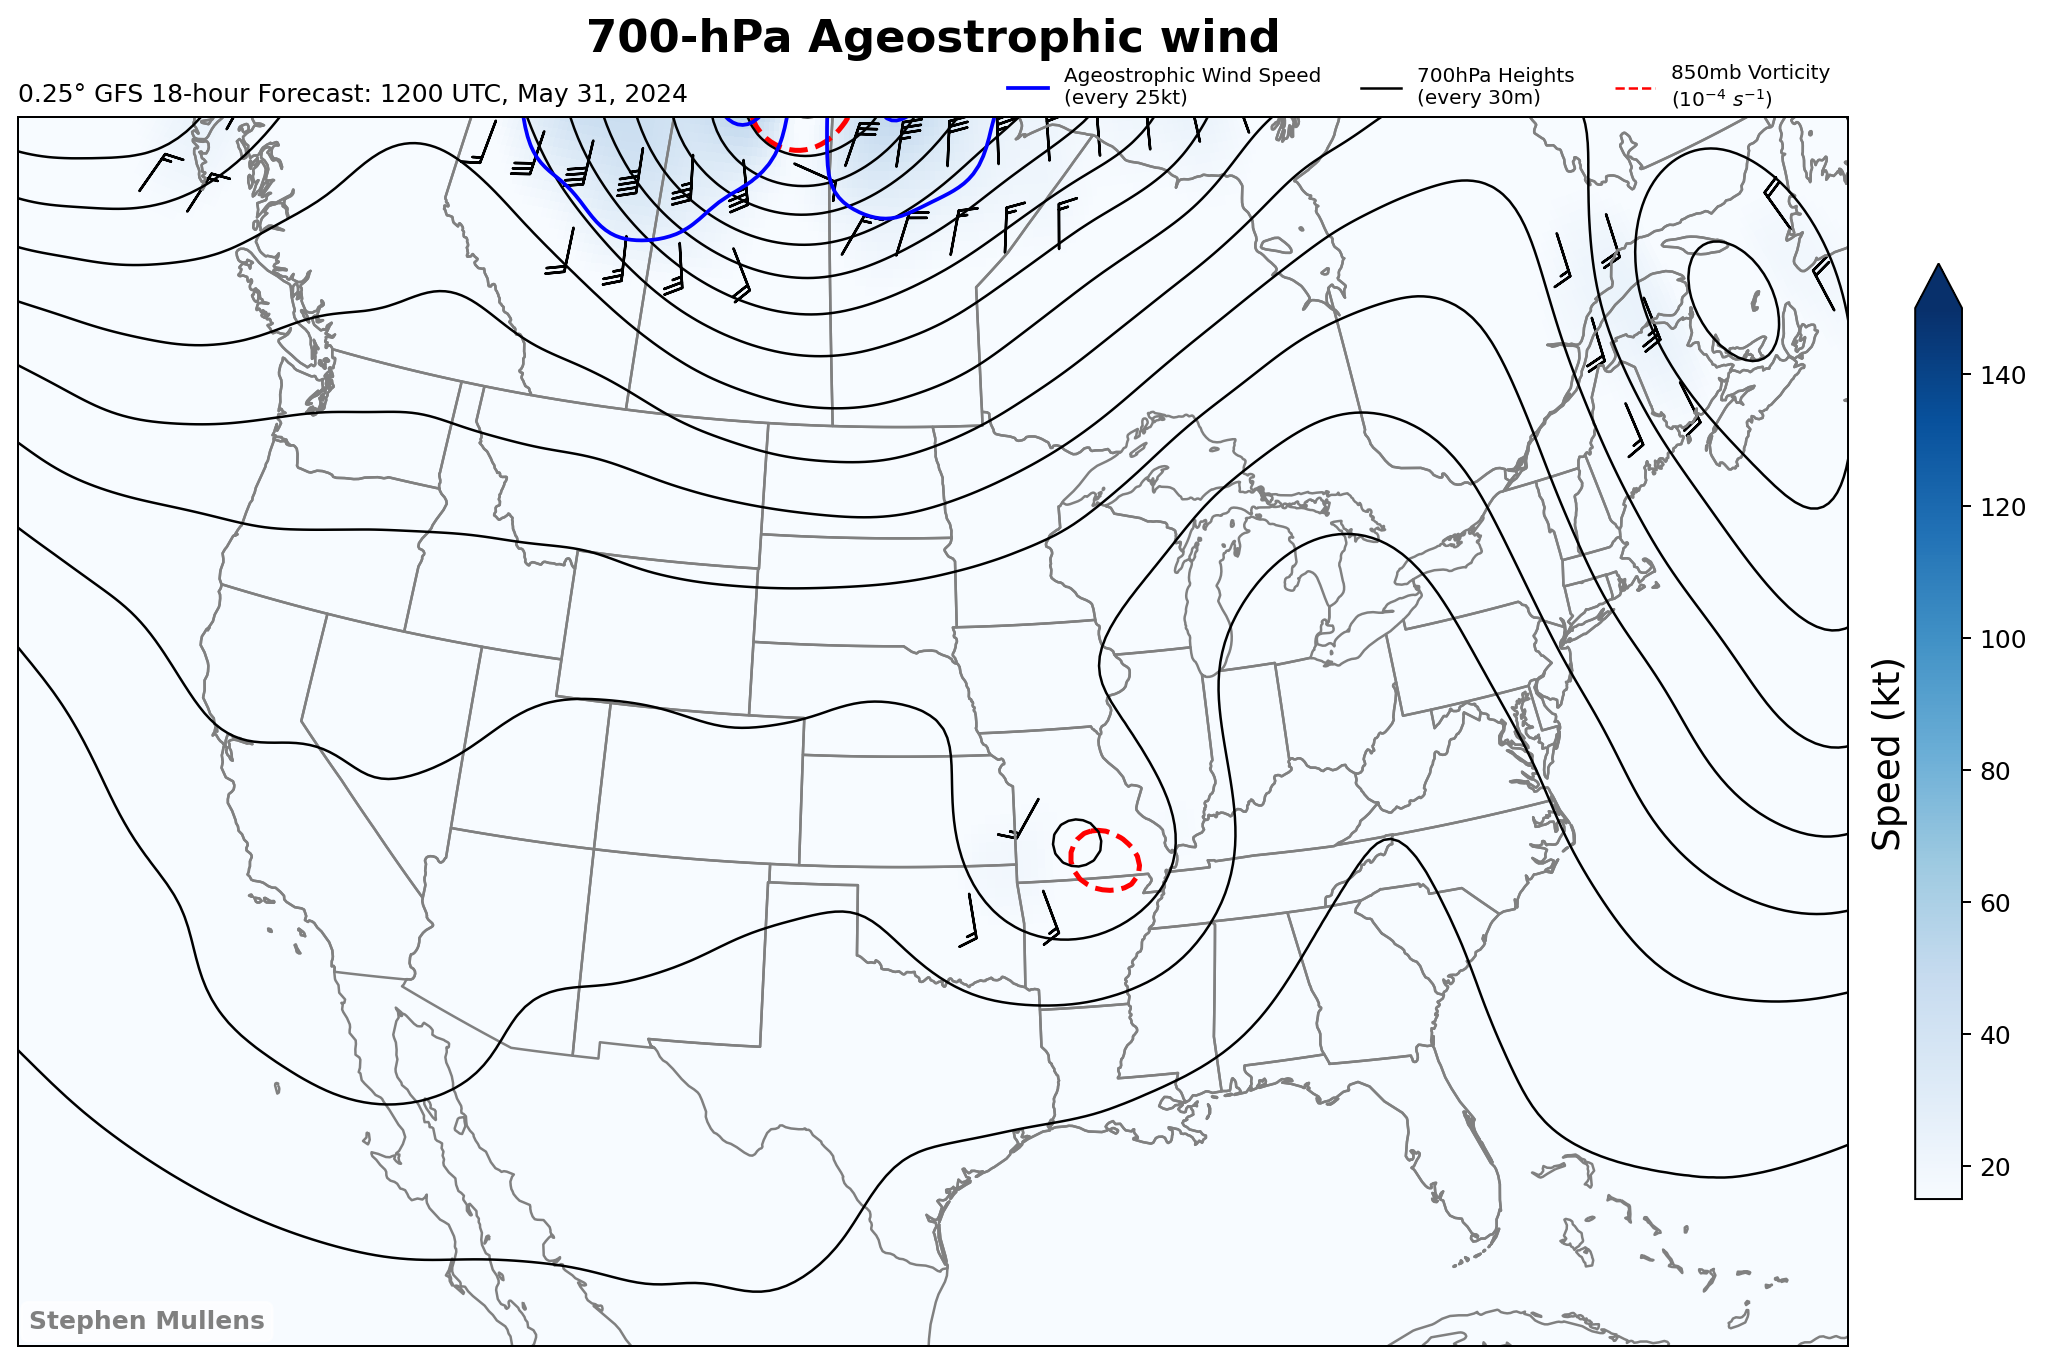 700-hPa Ageostrophic wind
0.25° GFS 18-hour Forecast: 1200 UTC, May 31, 2024
Ageostrophic Wind Speed
(every 25kt)
700hPa Heights
(every 30m)
850mb Vorticity
(10⁻⁴ s⁻¹)
140
120
100
80
60
40
20
Speed (kt)
Stephen Mullens